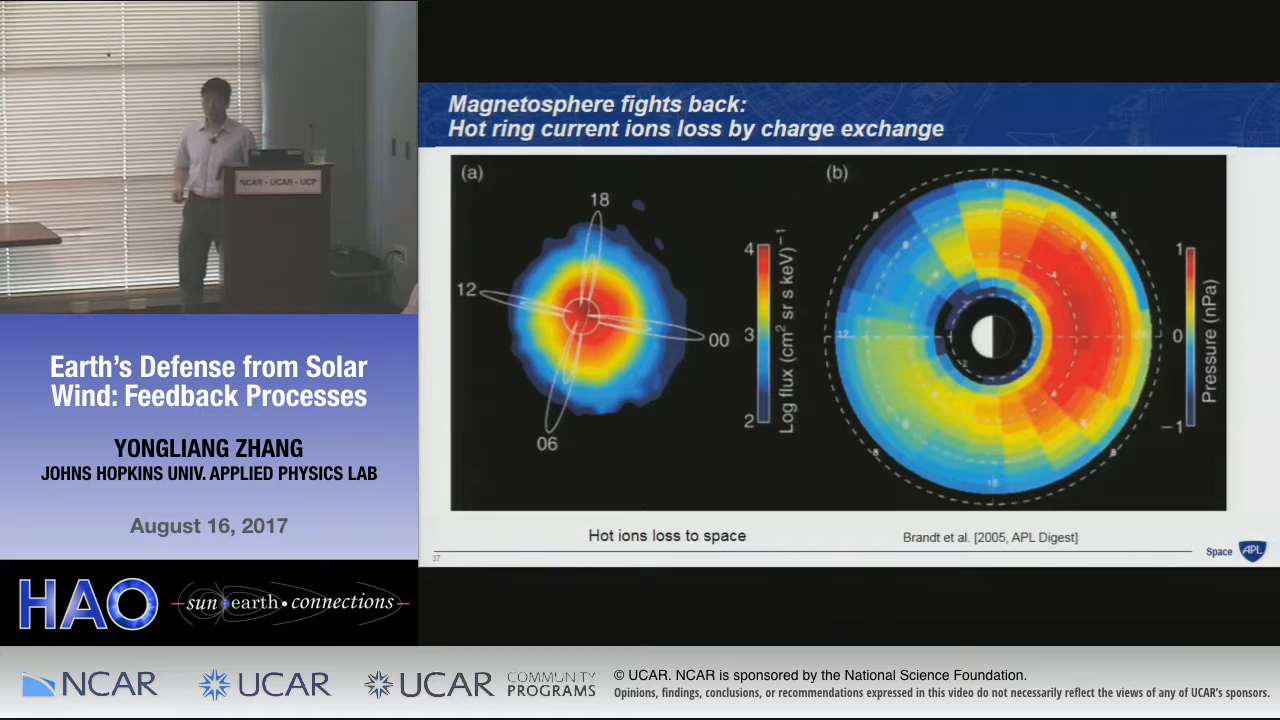 NCAR • UCAR • UCP
Magnetosphere fights back:
Hot ring current ions loss by charge exchange
(a)
18
12
00
06
4
3
2
Log flux (cm² sr s keV)⁻¹
(b)
1
0
−1
Pressure (nPa)
Hot ions loss to space
Brandt et al. [2005, APL Digest]
37
Space APL
Earth's Defense from Solar
Wind: Feedback Processes
YONGLIANG ZHANG
JOHNS HOPKINS UNIV. APPLIED PHYSICS LAB
August 16, 2017
HAO
sun•earth•connections
NCAR
UCAR
UCAR
COMMUNITY
PROGRAMS
© UCAR. NCAR is sponsored by the National Science Foundation.
Opinions, findings, conclusions, or recommendations expressed in this video do not necessarily reflect the views of any of UCAR's sponsors.